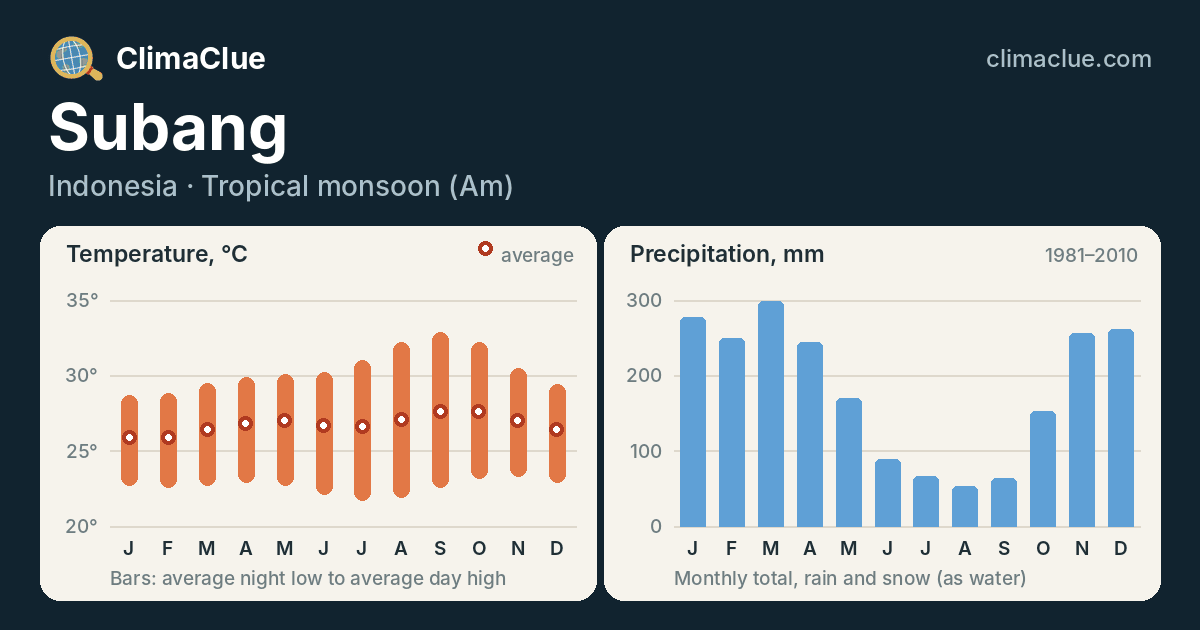 ClimaClue
climaclue.com
Subang
Indonesia · Tropical monsoon (Am)
Temperature, °C
average
35°
30°
25°
20°
J F M A M J J A S O N D
Bars: average night low to average day high
Precipitation, mm
1981–2010
300
200
100
0
J F M A M J J A S O N D
Monthly total, rain and snow (as water)